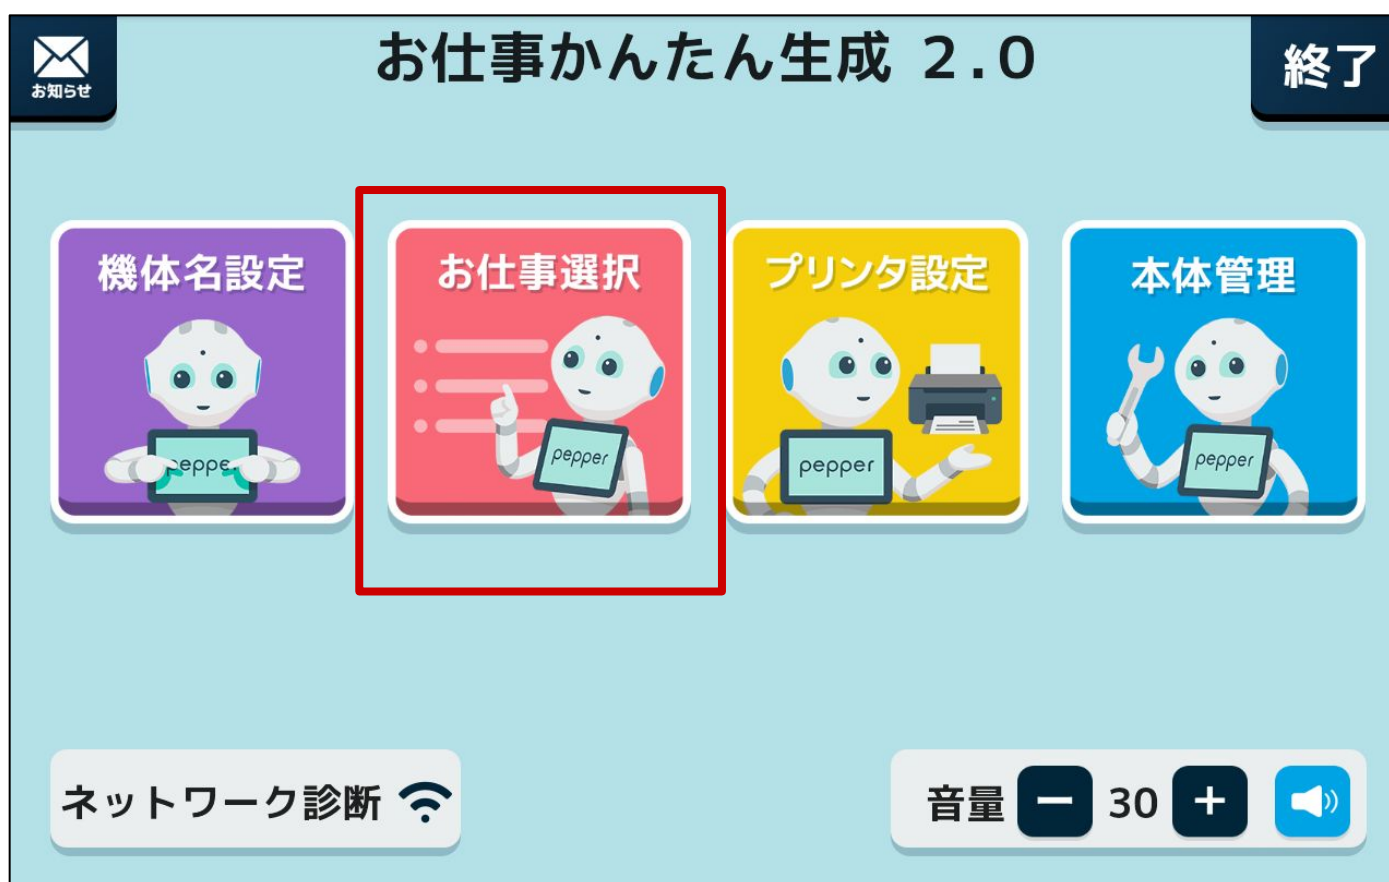 お知らせ
お仕事かんたん生成 2.0
終了
機体名設定
お仕事選択
プリンタ設定
本体管理
pepper
pepper
pepper
pepper
ネットワーク診断
音量 － 30 ＋